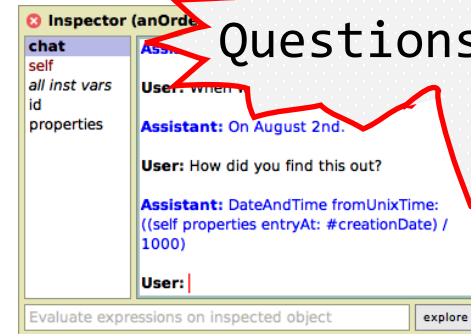 Inspector (anOrde
Questions
chat
self
all inst vars
id
properties
User: When
Assistant: On August 2nd.
User: How did you find this out?
Assistant: DateAndTime fromUnixTime:
((self properties entryAt: #creationDate) /
1000)
User:
Evaluate expressions on inspected object
explore